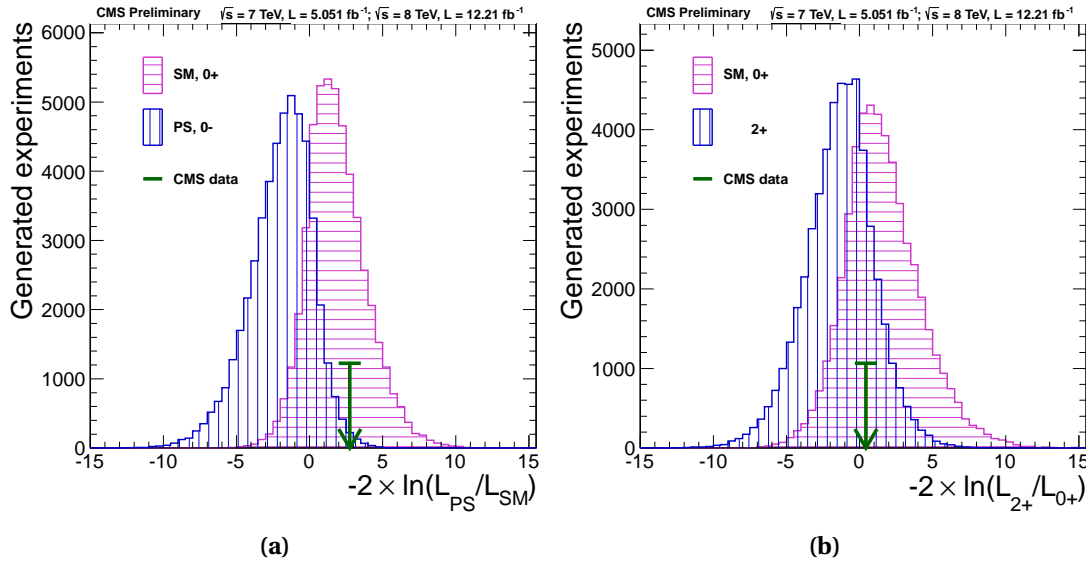 CMS Preliminary √s = 7 TeV, L = 5.051 fb⁻¹; √s = 8 TeV, L = 12.21 fb⁻¹
Generated experiments
6000
5000
4000
3000
2000
1000
0
SM, 0+
PS, 0-
CMS data
-15 -10 -5 0 5 10 15
-2 × ln(L_PS/L_SM)
(a)
CMS Preliminary √s = 7 TeV, L = 5.051 fb⁻¹; √s = 8 TeV, L = 12.21 fb⁻¹
Generated experiments
5000
4000
3000
2000
1000
0
SM, 0+
2+
CMS data
-15 -10 -5 0 5 10 15
-2 × ln(L_2+/L_0+)
(b)